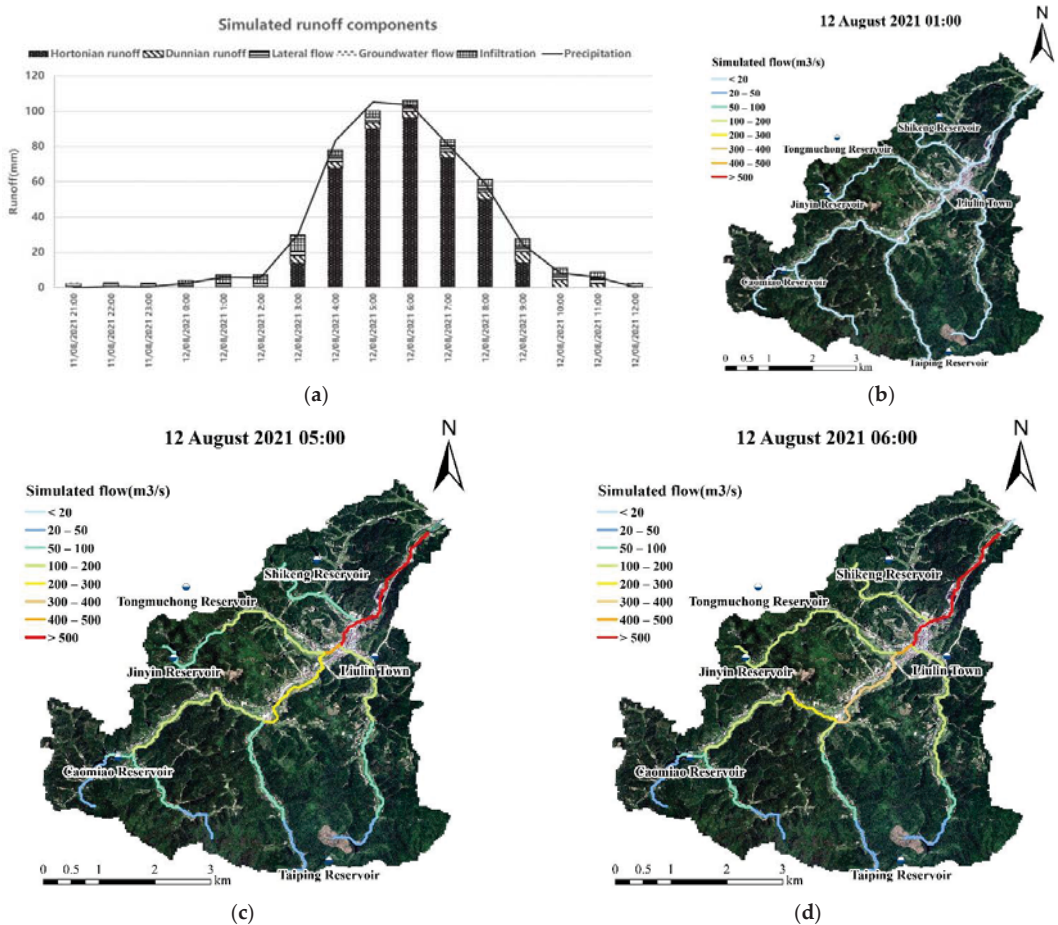 Simulated runoff components
Hortonian runoff Dunnian runoff Lateral flow Groundwater flow Infiltration Precipitation
120
100
80
60
40
20
0
Runoff(mm)
11/08/2021 21:00
11/08/2021 22:00
11/08/2021 23:00
12/08/2021 0:00
12/08/2021 1:00
12/08/2021 2:00
12/08/2021 3:00
12/08/2021 4:00
12/08/2021 5:00
12/08/2021 6:00
12/08/2021 7:00
12/08/2021 8:00
12/08/2021 9:00
12/08/2021 10:00
12/08/2021 11:00
12/08/2021 12:00
(a)
12 August 2021 01:00
N
Simulated flow(m3/s)
< 20
20 – 50
50 – 100
100 – 200
200 – 300
300 – 400
400 – 500
> 500
Shikeng Reservoir
Tongmuchong Reservoir
Jinyin Reservoir
Liulin Town
Caomiao Reservoir
Taiping Reservoir
0 0.5 1 2 3
km
(b)
12 August 2021 05:00
N
Simulated flow(m3/s)
< 20
20 – 50
50 – 100
100 – 200
200 – 300
300 – 400
400 – 500
> 500
Shikeng Reservoir
Tongmuchong Reservoir
Jinyin Reservoir
Liulin Town
Caomiao Reservoir
Taiping Reservoir
0 0.5 1 2 3
km
(c)
12 August 2021 06:00
N
Simulated flow(m3/s)
< 20
20 – 50
50 – 100
100 – 200
200 – 300
300 – 400
400 – 500
> 500
Shikeng Reservoir
Tongmuchong Reservoir
Jinyin Reservoir
Liulin Town
Caomiao Reservoir
Taiping Reservoir
0 0.5 1 2 3
km
(d)